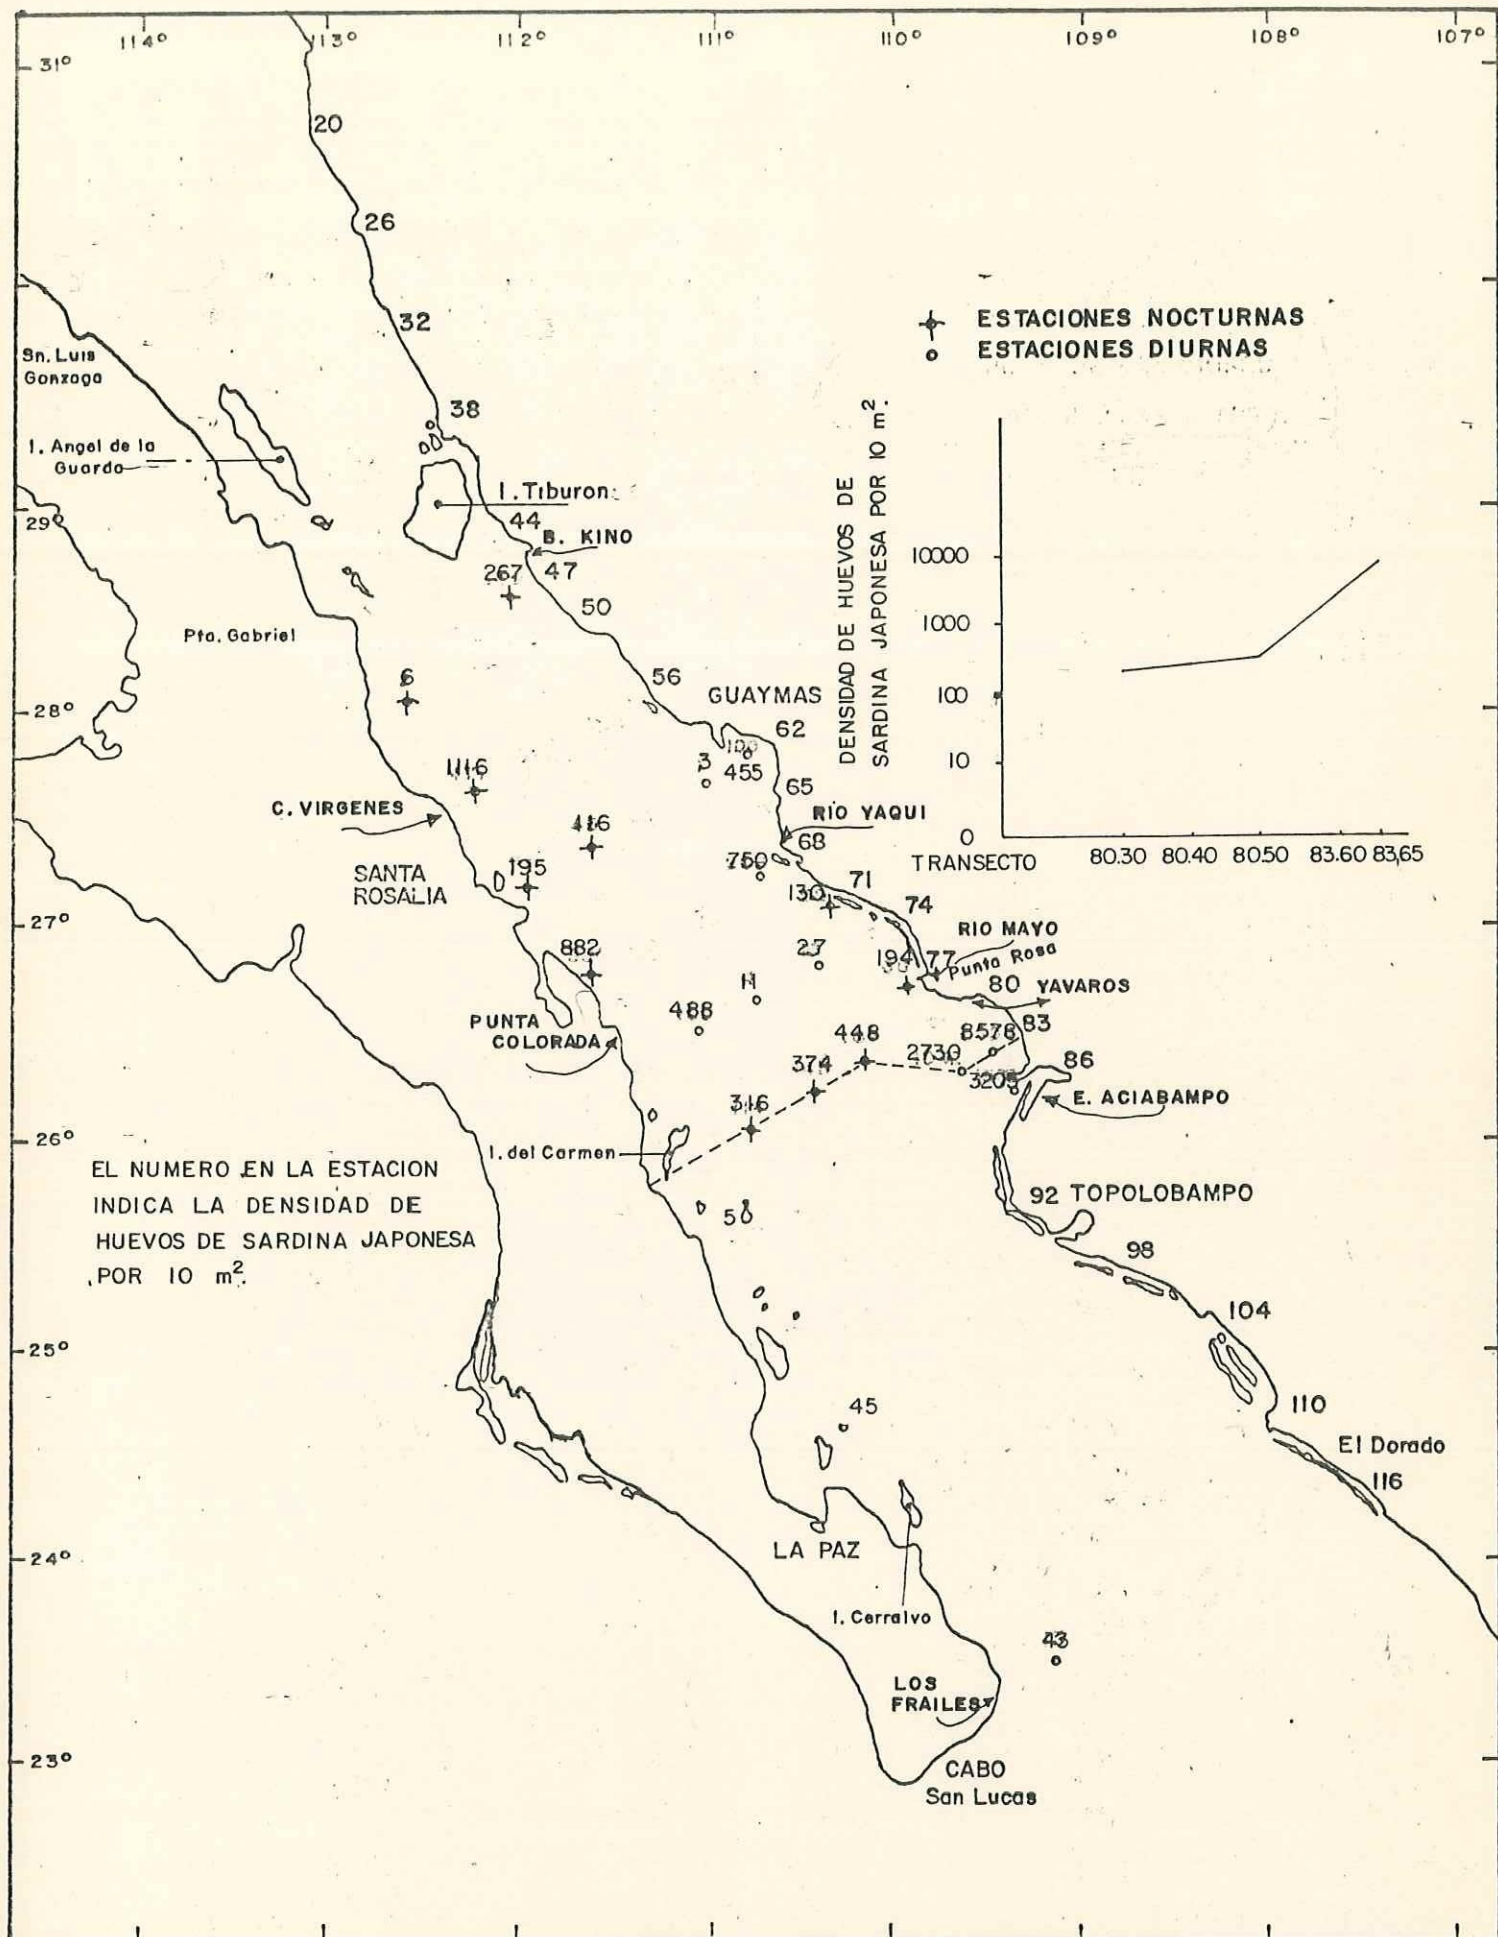 114° 113° 112° 111° 110° 109° 108° 107°
31°
20
26
32
ESTACIONES NOCTURNAS
ESTACIONES DIURNAS
Sn. Luis
Gonzaga
38
I. Angel de la
Guarda
I. Tiburon
29°
44
B. KINO
267
47
50
Pta. Gabriel
DENSIDAD DE HUEVOS DE
SARDINA JAPONESA POR 10 m².
10000
1000
100
10
0
TRANSECTO
80.30 80.40 80.50 83.60 83,65
6
56
GUAYMAS
28°
62
3
455
1116
65
C. VIRGENES
RIO YAQUI
416
68
SANTA
ROSALIA
195
750
71
130
74
27°
RIO MAYO
882
27
194
77
Punta Rosa
11
80
YAVAROS
PUNTA
COLORADA
488
448
2730
8578
83
374
3205
86
316
E. ACIABAMPO
26°
I. del Carmen
EL NUMERO EN LA ESTACION
INDICA LA DENSIDAD DE
HUEVOS DE SARDINA JAPONESA
POR 10 m².
92 TOPOLOBAMPO
98
104
25°
45
110
El Dorado
116
24°
LA PAZ
I. Cerralvo
43
LOS
FRAILES
23°
CABO
San Lucas